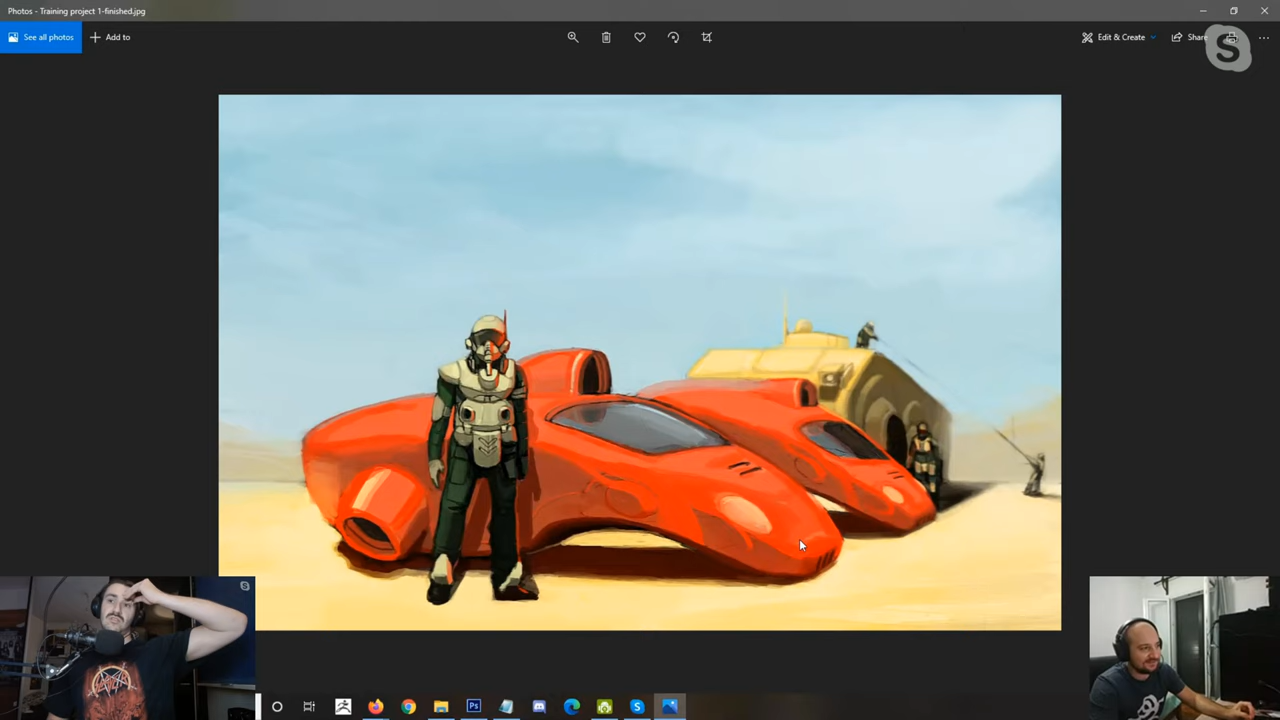 Photos - Training project 1-finished.jpg
See all photos
Add to
Edit & Create
Share